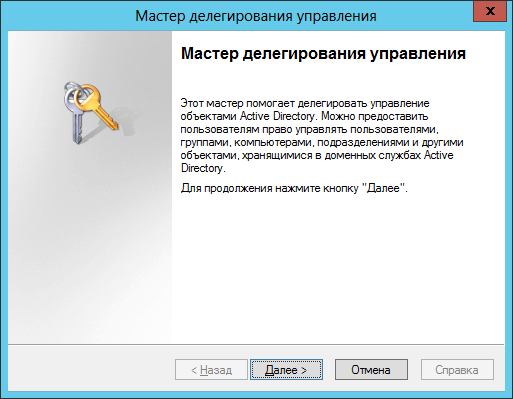 Мастер делегирования управления
x
Мастер делегирования управления
Этот мастер помогает делегировать управление
объектами Active Directory. Можно предоставить
пользователям право управлять пользователями,
группами, компьютерами, подразделениями и другими
объектами, хранящимися в доменных службах Active
Directory.
Для продолжения нажмите кнопку "Далее".
< Назад Далее > Отмена Справка